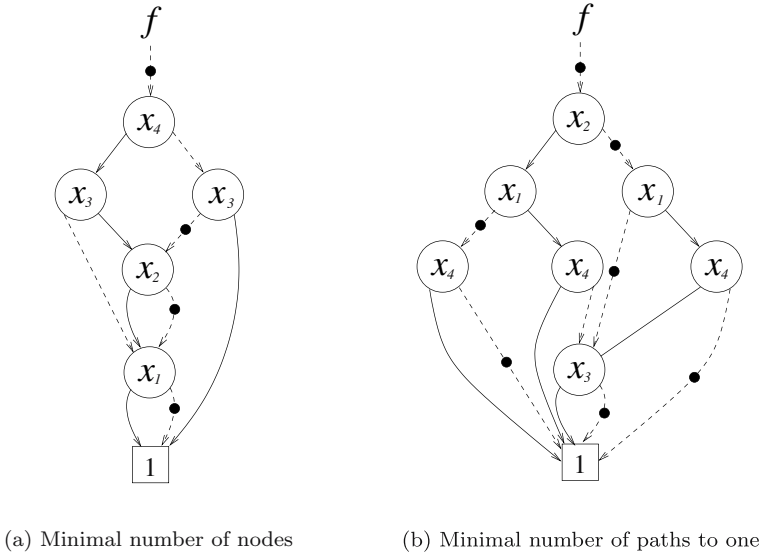 f f
x₄ x₂
x₃ x₃ x₁ x₁
x₂ x₄ x₄ x₄
x₁ x₃
1 1
(a) Minimal number of nodes (b) Minimal number of paths to one